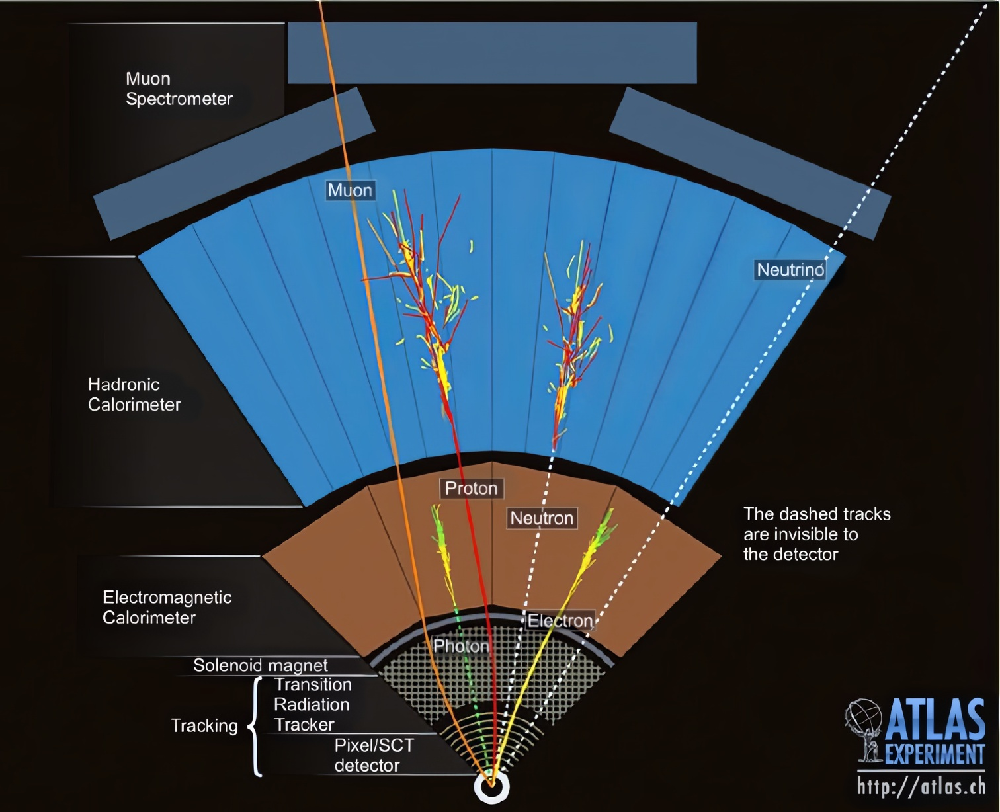 Muon
Spectrometer
Muon
Neutrino
Hadronic
Calorimeter
Proton
Neutron
The dashed tracks
are invisible to
the detector
Electromagnetic
Calorimeter
Electron
Photon
Solenoid magnet
Tracking
Transition
Radiation
Tracker
Pixel/SCT
detector
ATLAS
EXPERIMENT
http://atlas.ch